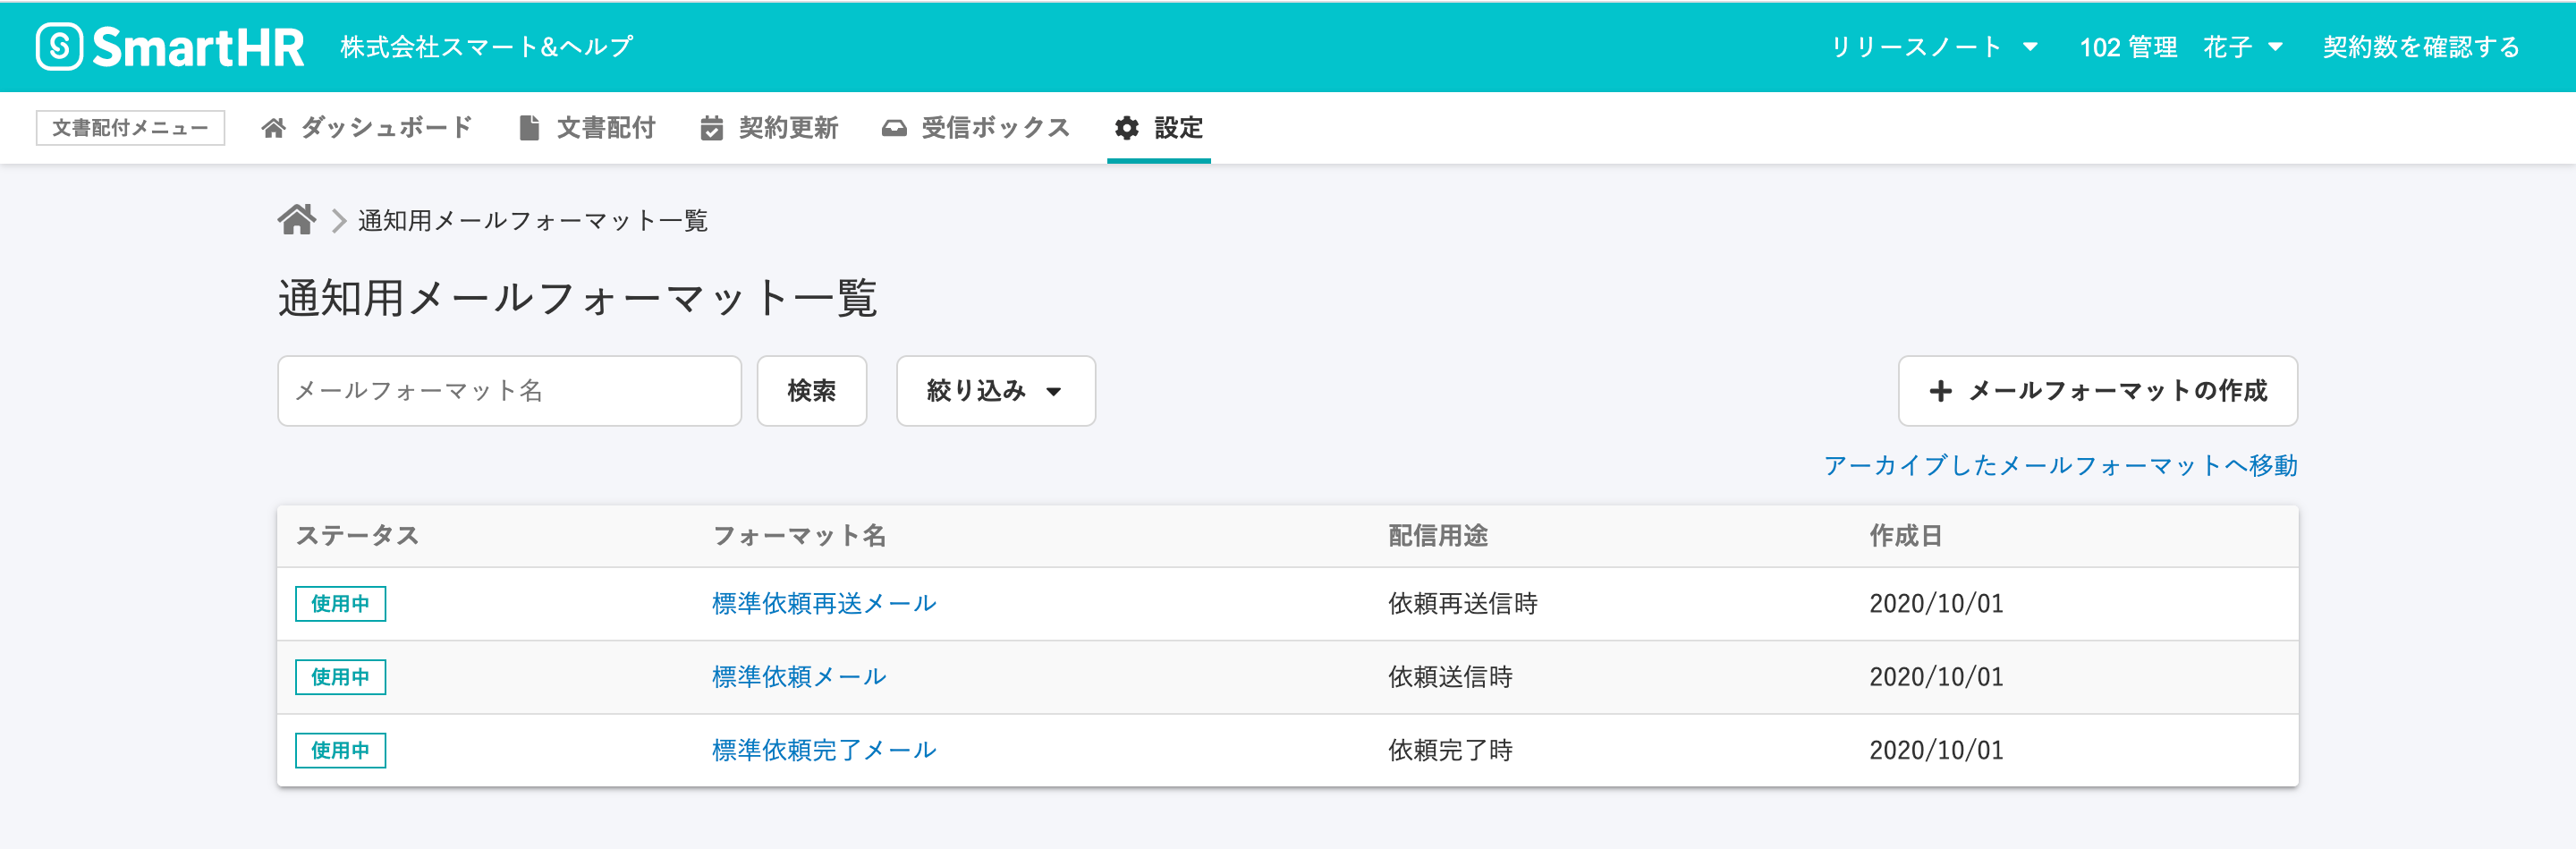 SmartHR 株式会社スマート&ヘルプ リリースノート 102 管理 花子 契約数を確認する
文書配付メニュー ダッシュボード 文書配付 契約更新 受信ボックス 設定
通知用メールフォーマット一覧
通知用メールフォーマット一覧
メールフォーマット名 検索 絞り込み メールフォーマットの作成
アーカイブしたメールフォーマットへ移動
ステータス フォーマット名 配信用途 作成日
使用中 標準依頼再送メール 依頼再送信時 2020/10/01
使用中 標準依頼メール 依頼送信時 2020/10/01
使用中 標準依頼完了メール 依頼完了時 2020/10/01